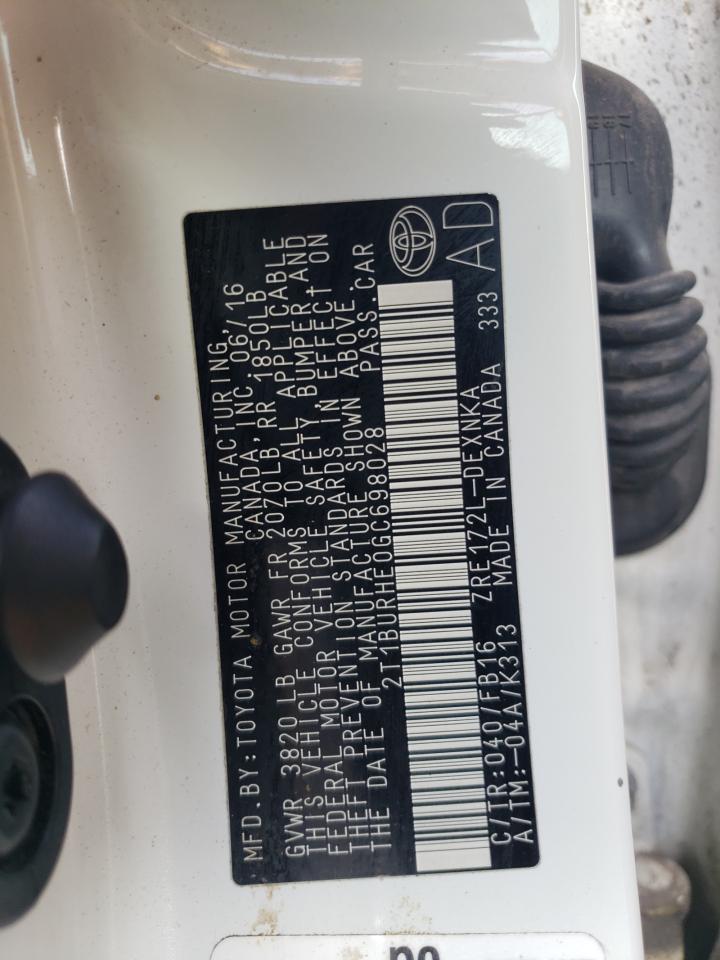 MFD.BY:TOYOTA MOTOR MANUFACTURING,
CANADA, INC. 06/16
GVWR 3820LB GAWR FR 2070LB RR 1850LB
THIS VEHICLE CONFORMS TO ALL APPLICABLE
FEDERAL MOTOR VEHICLE SAFETY, BUMPER, AND
THEFT PREVENTION STANDARDS IN EFFECT ON
THE DATE OF MANUFACTURE SHOWN ABOVE.
2T1BURHE0GC698028 PASS.CAR
C/TR:040/FB16 ZRE172L-DEXNKA
A/TM:-04A/K313 MADE IN CANADA 333
AD